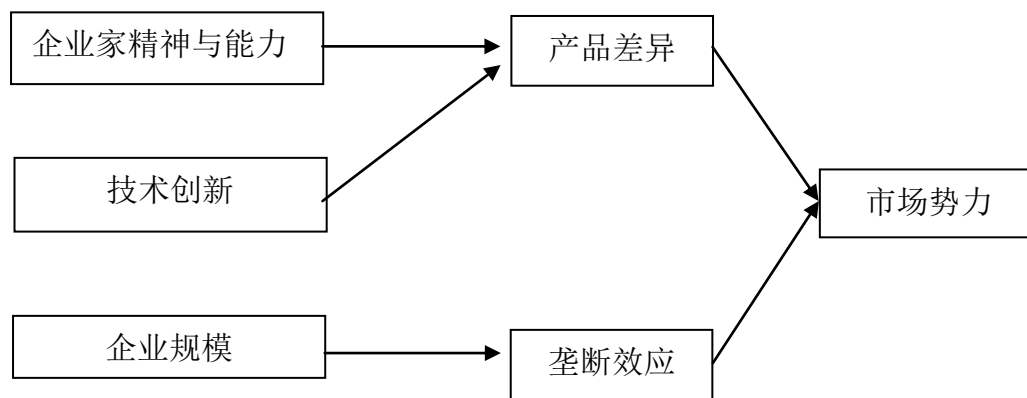 企业家精神与能力
产品差异
技术创新
市场势力
企业规模
垄断效应